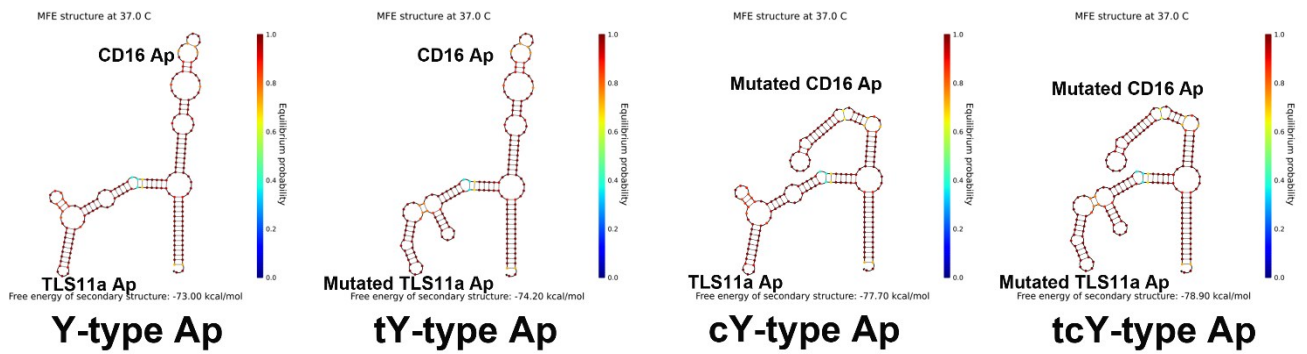 MFE structure at 37.0 C
CD16 Ap
1.0
0.8
0.6
0.4
0.2
0.0
Equilibrium probability
TLS11a Ap
Free energy of secondary structure: -73.00 kcal/mol
Y-type Ap
MFE structure at 37.0 C
CD16 Ap
1.0
0.8
0.6
0.4
0.2
0.0
Equilibrium probability
Mutated TLS11a Ap
Free energy of secondary structure: -74.20 kcal/mol
tY-type Ap
MFE structure at 37.0 C
Mutated CD16 Ap
1.0
0.8
0.6
0.4
0.2
0.0
Equilibrium probability
TLS11a Ap
Free energy of secondary structure: -77.70 kcal/mol
cY-type Ap
MFE structure at 37.0 C
Mutated CD16 Ap
1.0
0.8
0.6
0.4
0.2
0.0
Equilibrium probability
Mutated TLS11a Ap
Free energy of secondary structure: -78.90 kcal/mol
tcY-type Ap